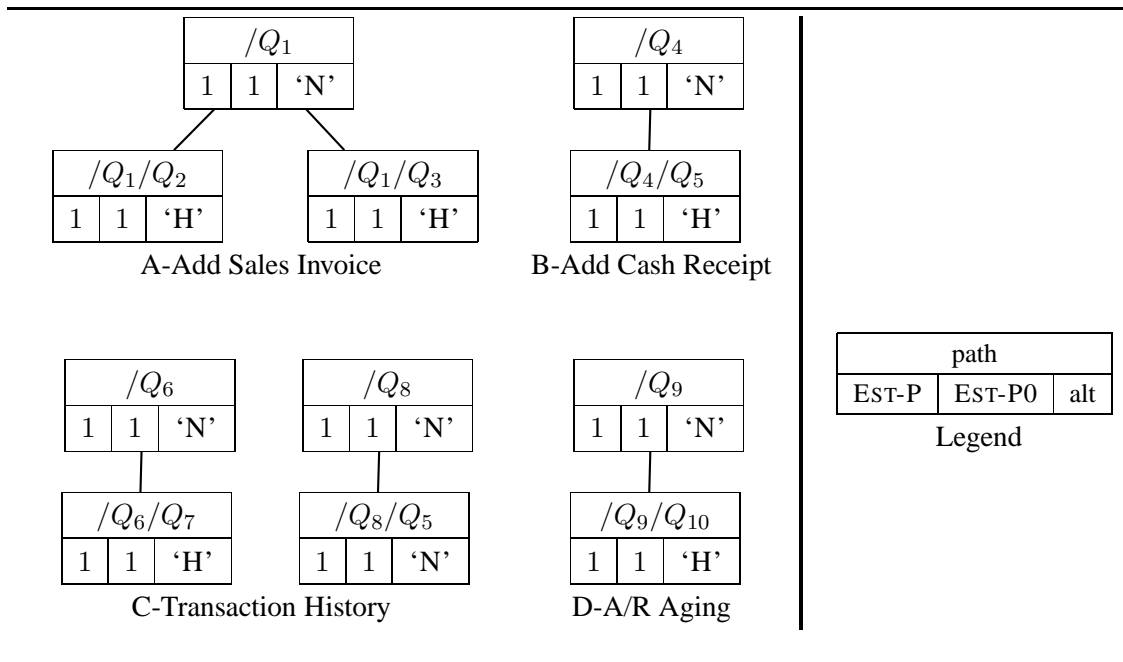 /Q₁
1 1 ‘N’
/Q₁/Q₂
1 1 ‘H’
/Q₁/Q₃
1 1 ‘H’
A-Add Sales Invoice
/Q₄
1 1 ‘N’
/Q₄/Q₅
1 1 ‘H’
B-Add Cash Receipt
/Q₆
1 1 ‘N’
/Q₆/Q₇
1 1 ‘H’
/Q₈
1 1 ‘N’
/Q₈/Q₅
1 1 ‘N’
C-Transaction History
/Q₉
1 1 ‘N’
/Q₉/Q₁₀
1 1 ‘H’
D-A/R Aging
path
EST-P EST-P0 alt
Legend